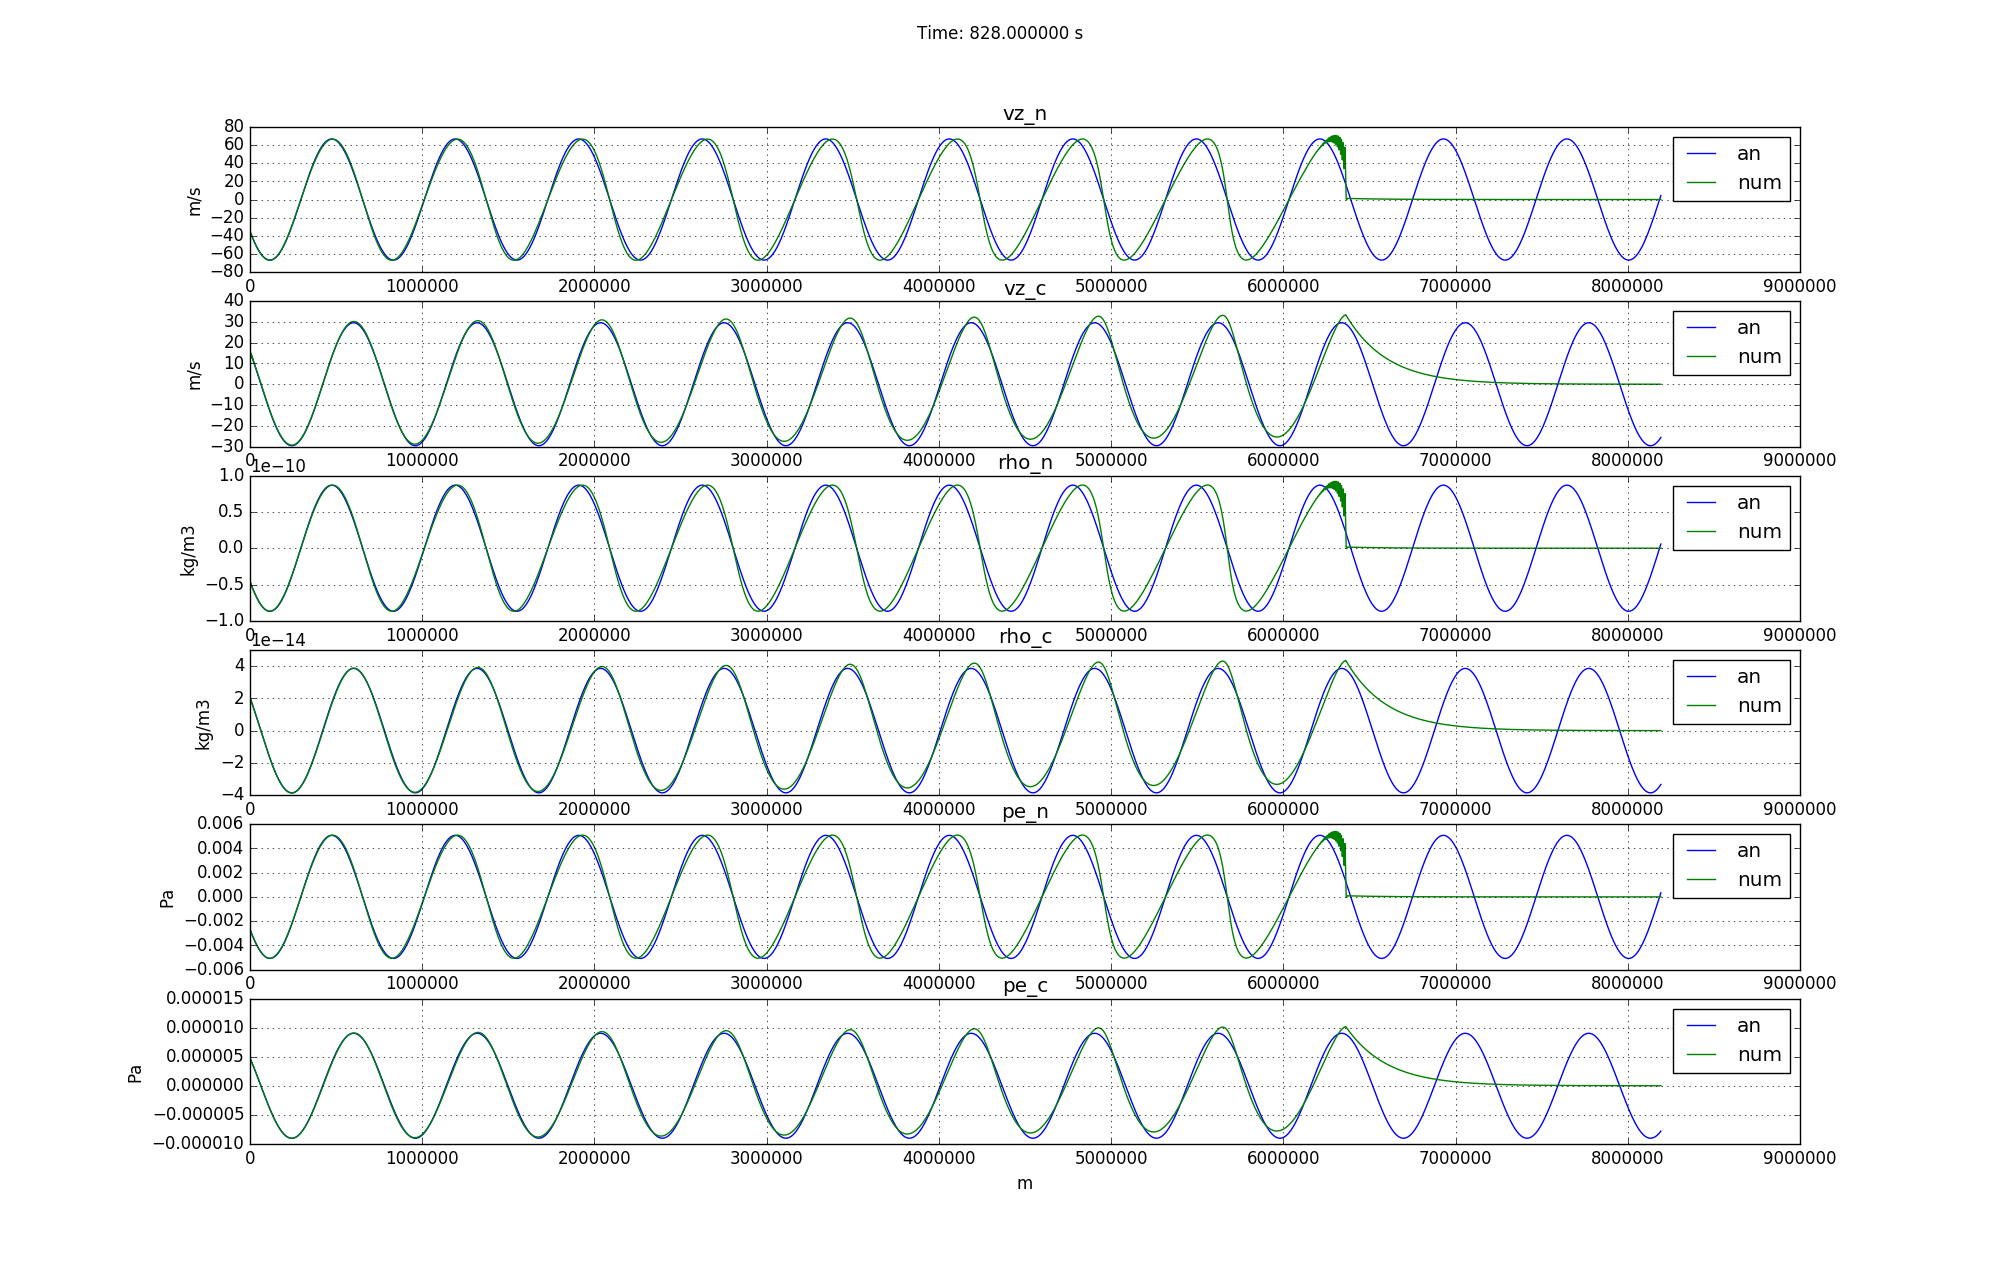 Time: 828.000000 s
vz_n
80
60
40
20
0
−20
−40
−60
−80
m/s
an
num
0 1000000 2000000 3000000 4000000 5000000 6000000 7000000 8000000 9000000
vz_c
40
30
20
10
0
−10
−20
−30
m/s
an
num
0 1000000 2000000 3000000 4000000 5000000 6000000 7000000 8000000 9000000
1e−10
rho_n
1.0
0.5
0.0
−0.5
−1.0
kg/m3
an
num
0 1000000 2000000 3000000 4000000 5000000 6000000 7000000 8000000 9000000
1e−14
rho_c
4
2
0
−2
−4
kg/m3
an
num
0 1000000 2000000 3000000 4000000 5000000 6000000 7000000 8000000 9000000
pe_n
0.006
0.004
0.002
0.000
−0.002
−0.004
−0.006
Pa
an
num
0 1000000 2000000 3000000 4000000 5000000 6000000 7000000 8000000 9000000
pe_c
0.000015
0.000010
0.000005
0.000000
−0.000005
−0.000010
Pa
an
num
0 1000000 2000000 3000000 4000000 5000000 6000000 7000000 8000000 9000000
m